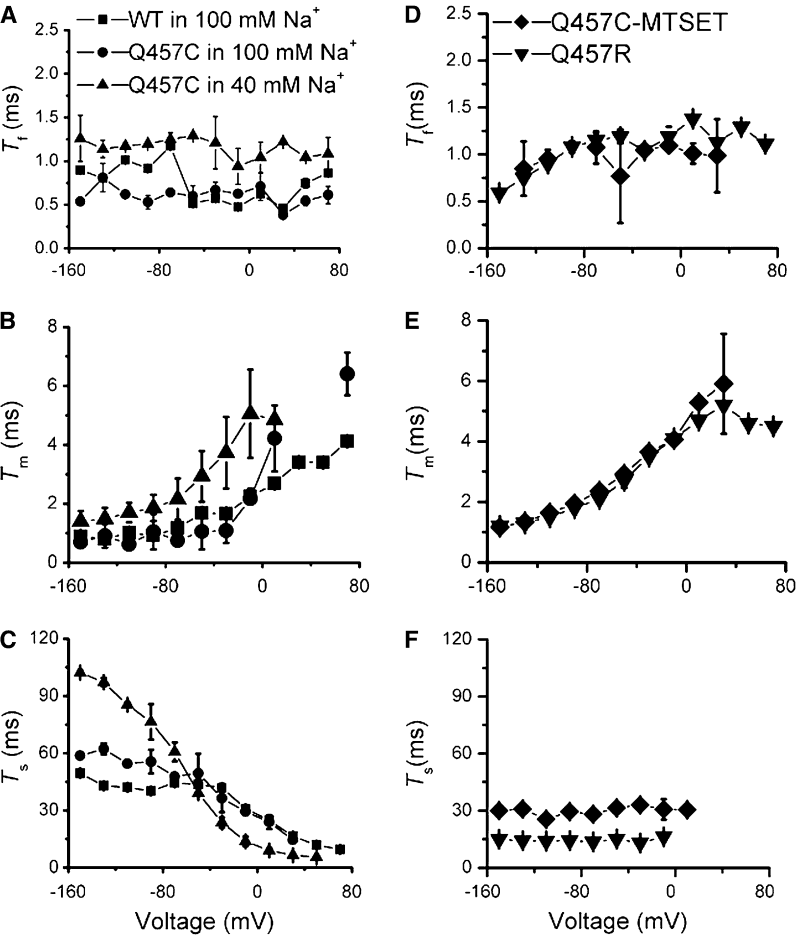 A
WT in 100 mM Na+
Q457C in 100 mM Na+
Q457C in 40 mM Na+
2.5
2.0
1.5
1.0
0.5
0.0
Tf (ms)
-160
-80
0
80
D
Q457C-MTSET
Q457R
2.5
2.0
1.5
1.0
0.5
0.0
Tf (ms)
-160
-80
0
80
B
8
6
4
2
0
Tm (ms)
-160
-80
0
80
E
8
6
4
2
0
Tm (ms)
-160
-80
0
80
C
120
90
60
30
0
Ts (ms)
-160
-80
0
80
Voltage (mV)
F
120
90
60
30
0
Ts (ms)
-160
-80
0
80
Voltage (mV)